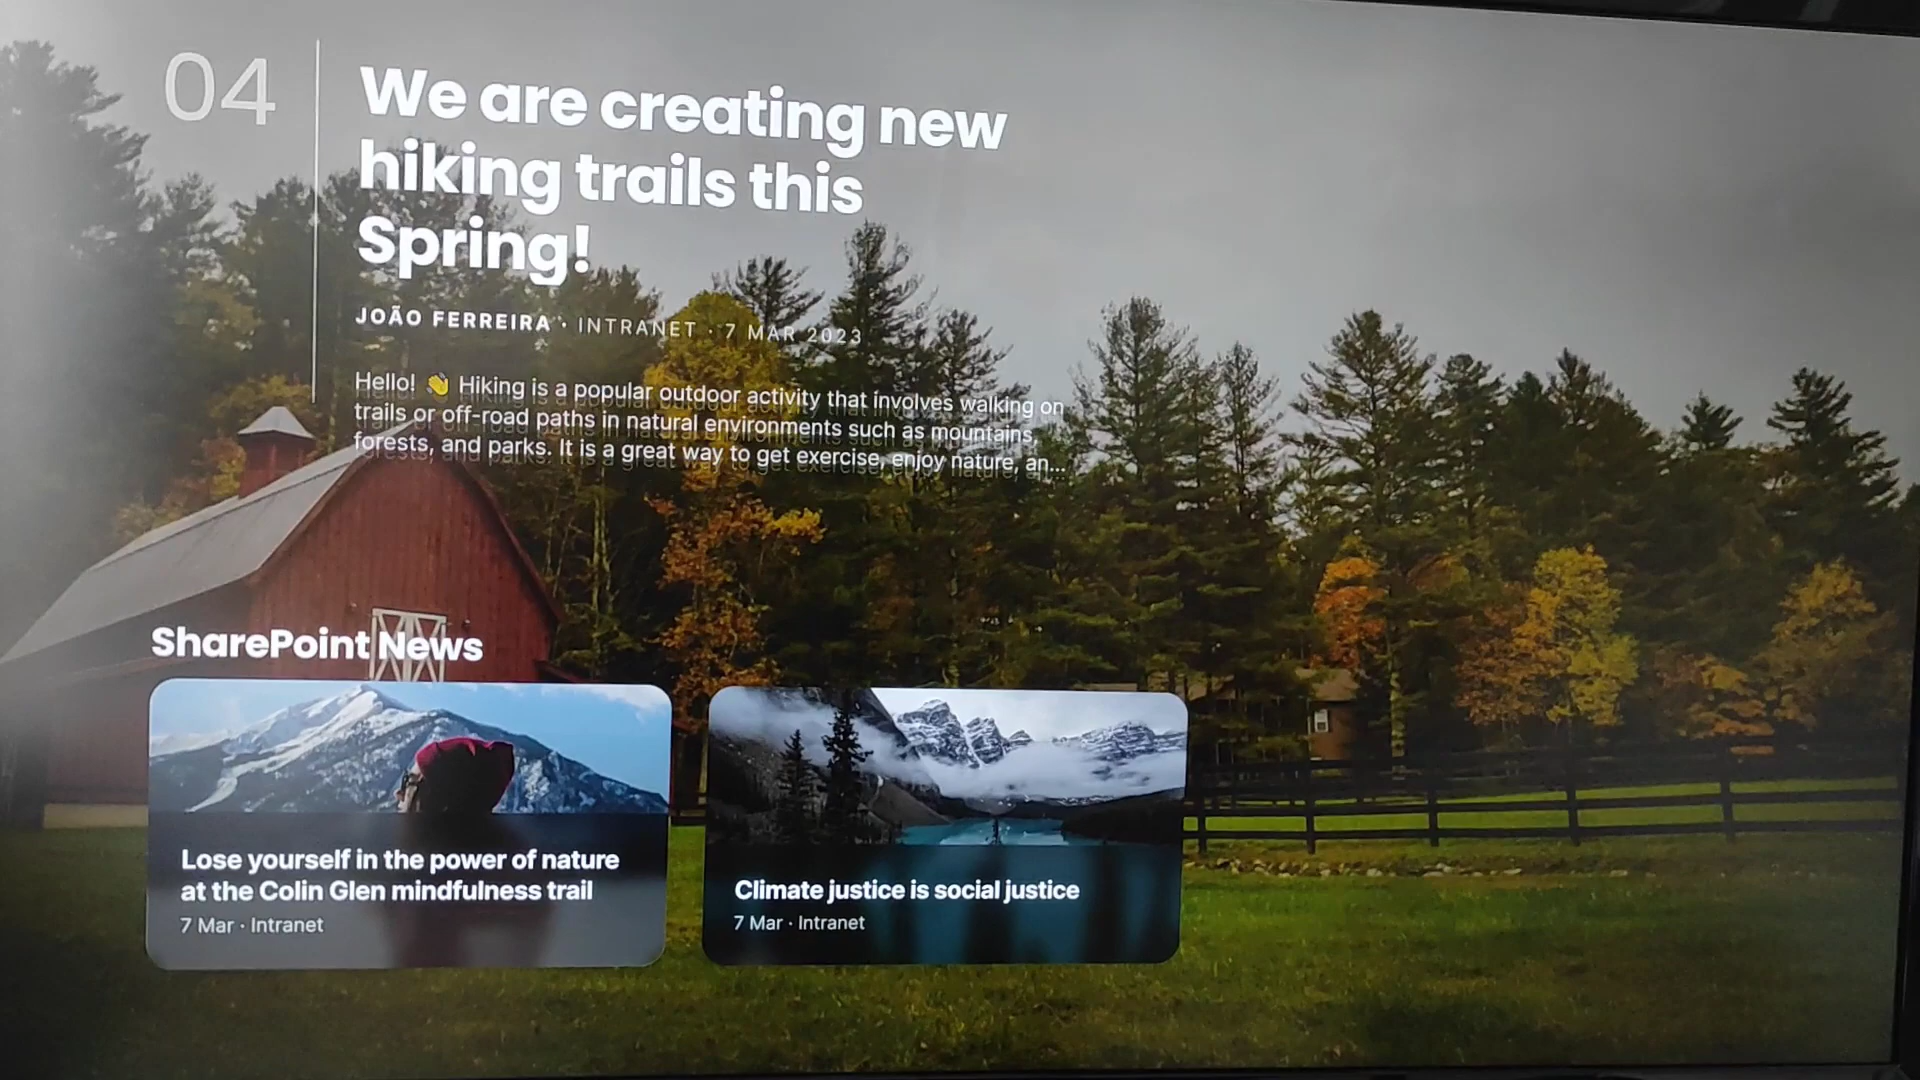 04
We are creating new
hiking trails this
Spring!
JOÃO FERREIRA · INTRANET · 7 MAR 2023
Hello! 👋 Hiking is a popular outdoor activity that involves walking on
trails or off-road paths in natural environments such as mountains,
forests, and parks. It is a great way to get exercise, enjoy nature, an...
SharePoint News
Lose yourself in the power of nature
at the Colin Glen mindfulness trail
7 Mar · Intranet
Climate justice is social justice
7 Mar · Intranet